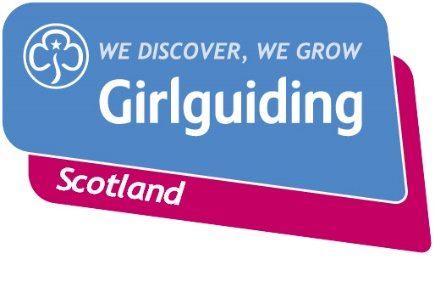 WE DISCOVER, WE GROW
Girlguiding
Scotland